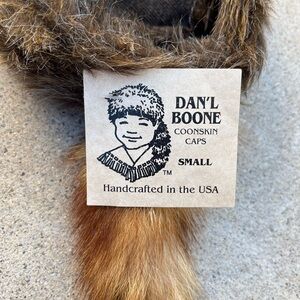 DAN'L
BOONE
COONSKIN
CAPS
SMALL
TM
Handcrafted in the USA